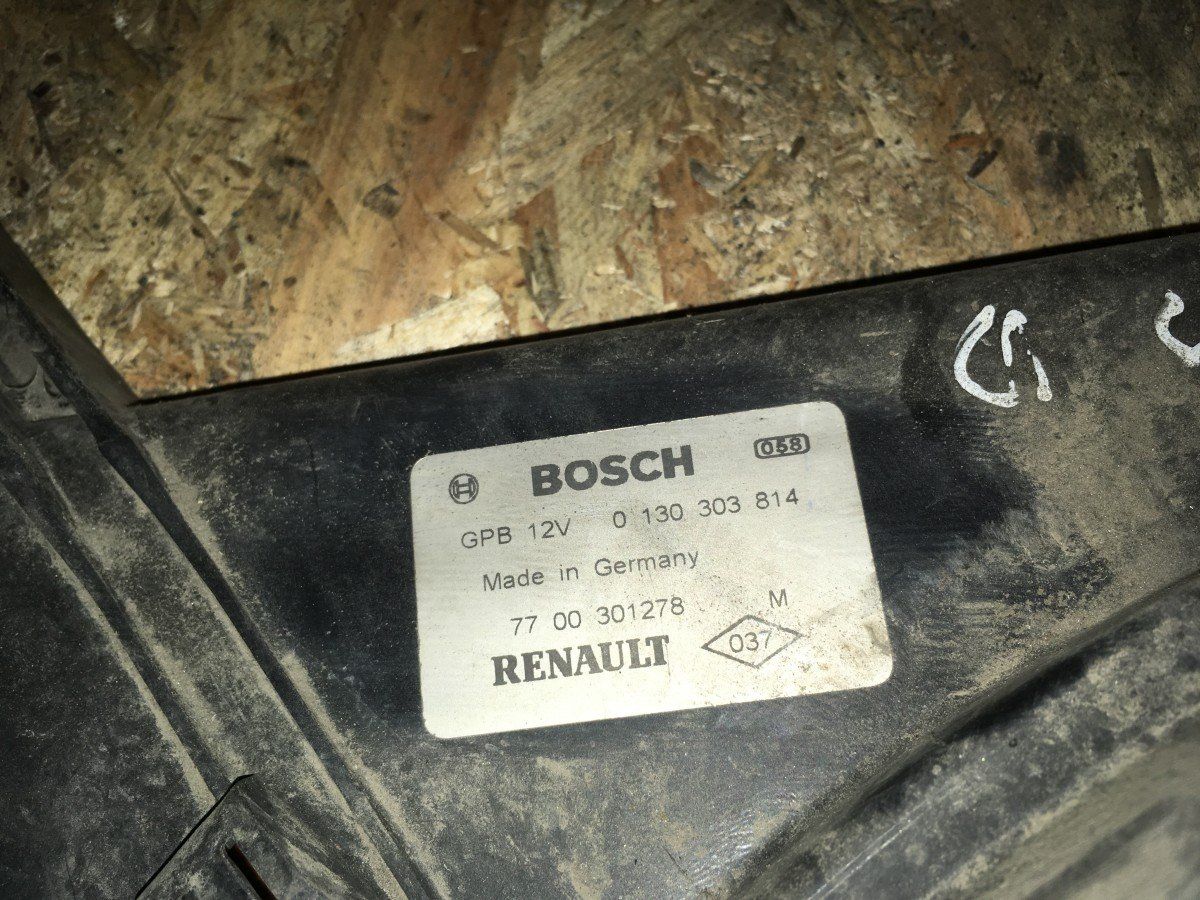 BOSCH 058
GPB 12V 0 130 303 814
Made in Germany
77 00 301278 M
RENAULT 037